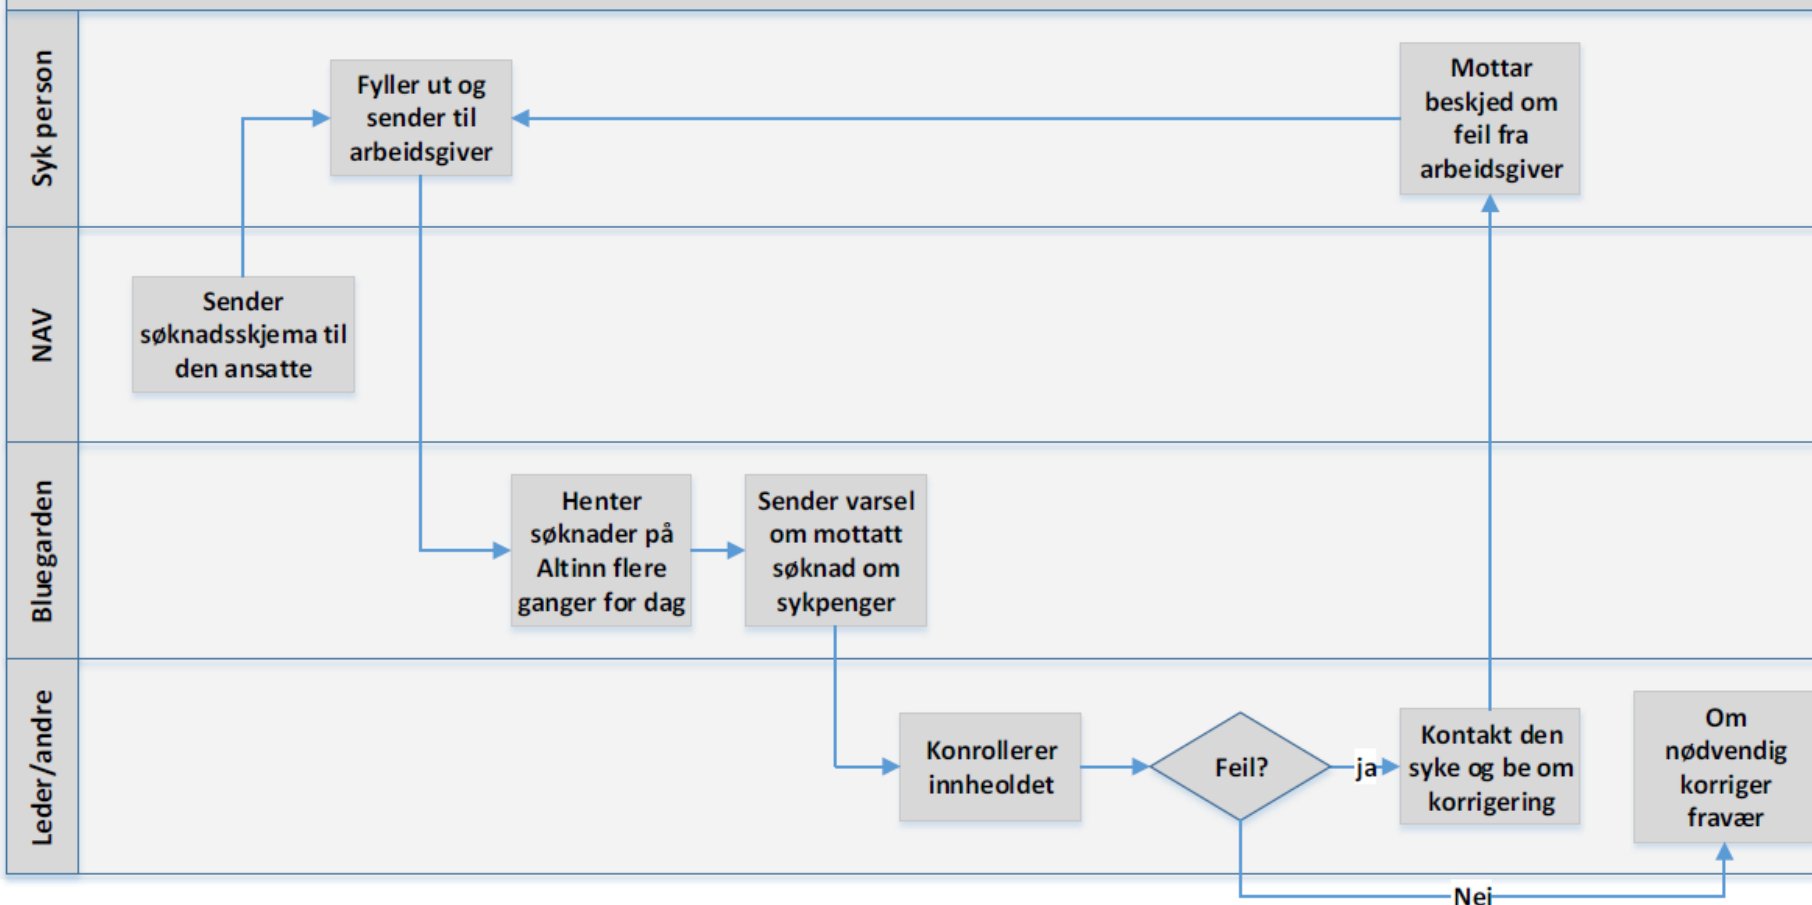 Syk person
Fyller ut og
sender til
arbeidsgiver
Mottar
beskjed om
feil fra
arbeidsgiver
NAV
Sender
søknadsskjema til
den ansatte
Bluegarden
Henter
søknader på
Altinn flere
ganger for dag
Sender varsel
om mottatt
søknad om
sykpenger
Leder/andre
Konrollerer
innheoldet
Feil?
ja
Kontakt den
syke og be om
korrigering
Om
nødvendig
korriger
fravær
Nei